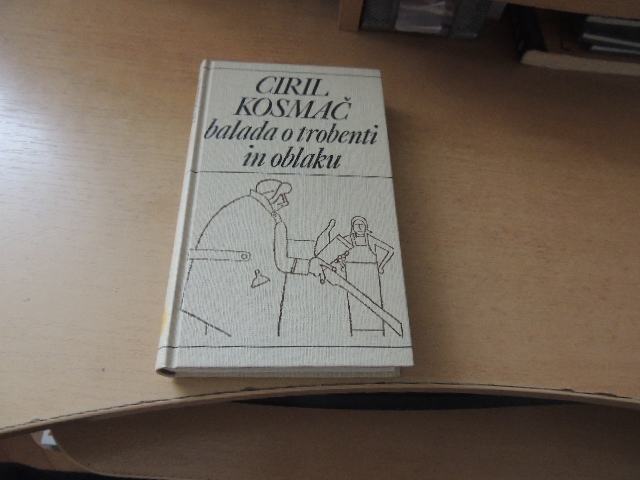 CIRIL
KOSMAČ
balada o trobenti
in oblaku